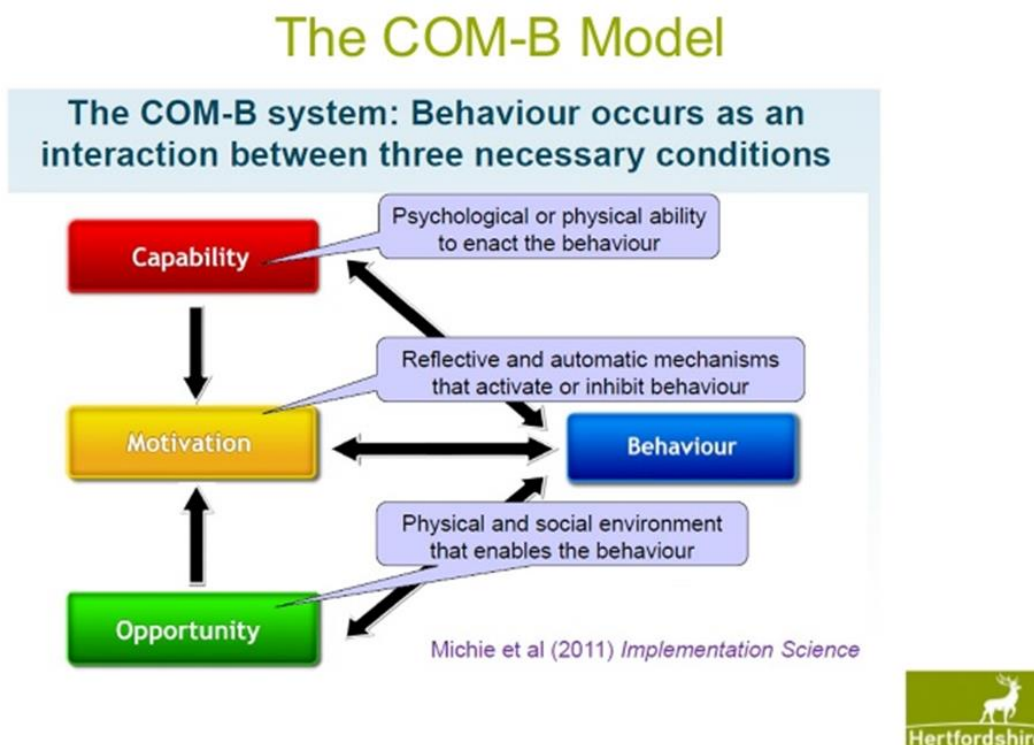 The COM-B Model
The COM-B system: Behaviour occurs as an
interaction between three necessary conditions
Psychological or physical ability
to enact the behaviour
Capability
Reflective and automatic mechanisms
that activate or inhibit behaviour
Motivation
Behaviour
Physical and social environment
that enables the behaviour
Opportunity
Michie et al (2011) Implementation Science
Hertfordshir